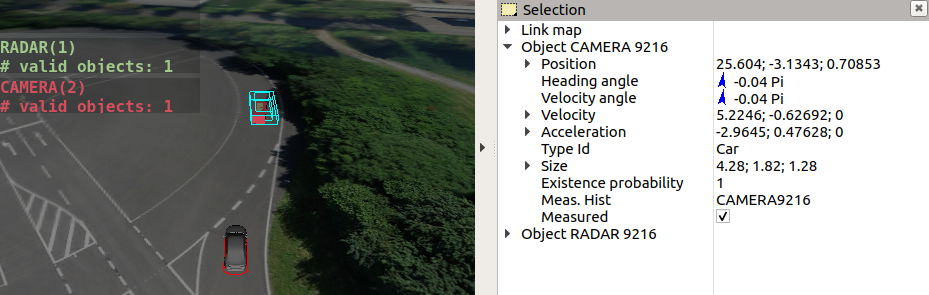 RADAR(1)
# valid objects: 1
CAMERA(2)
# valid objects: 1
Selection
Link map
Object CAMERA 9216
Position 25.604; -3.1343; 0.70853
Heading angle -0.04 Pi
Velocity angle -0.04 Pi
Velocity 5.2246; -0.62692; 0
Acceleration -2.9645; 0.47628; 0
Type Id Car
Size 4.28; 1.82; 1.28
Existence probability 1
Meas. Hist CAMERA9216
Measured
Object RADAR 9216